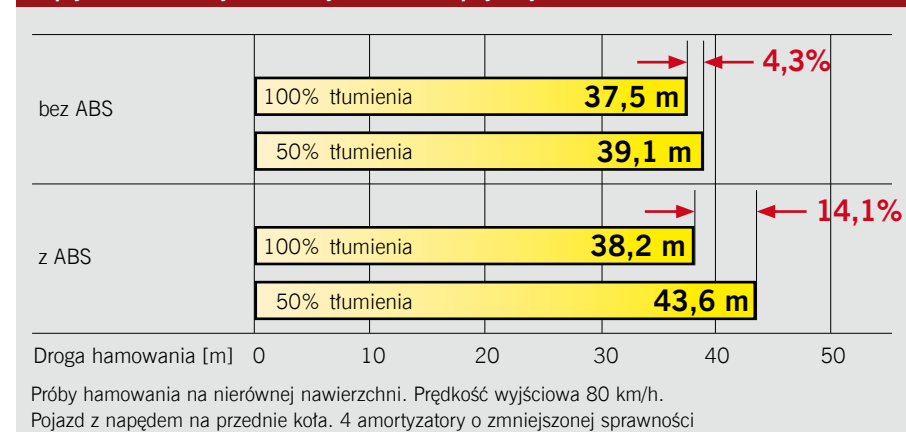 4,3%
bez ABS
100% tłumienia 37,5 m
50% tłumienia 39,1 m
14,1%
z ABS
100% tłumienia 38,2 m
50% tłumienia 43,6 m
Droga hamowania [m] 0 10 20 30 40 50
Próby hamowania na nierównej nawierzchni. Prędkość wyjściowa 80 km/h.
Pojazd z napędem na przednie koła. 4 amortyzatory o zmniejszonej sprawności